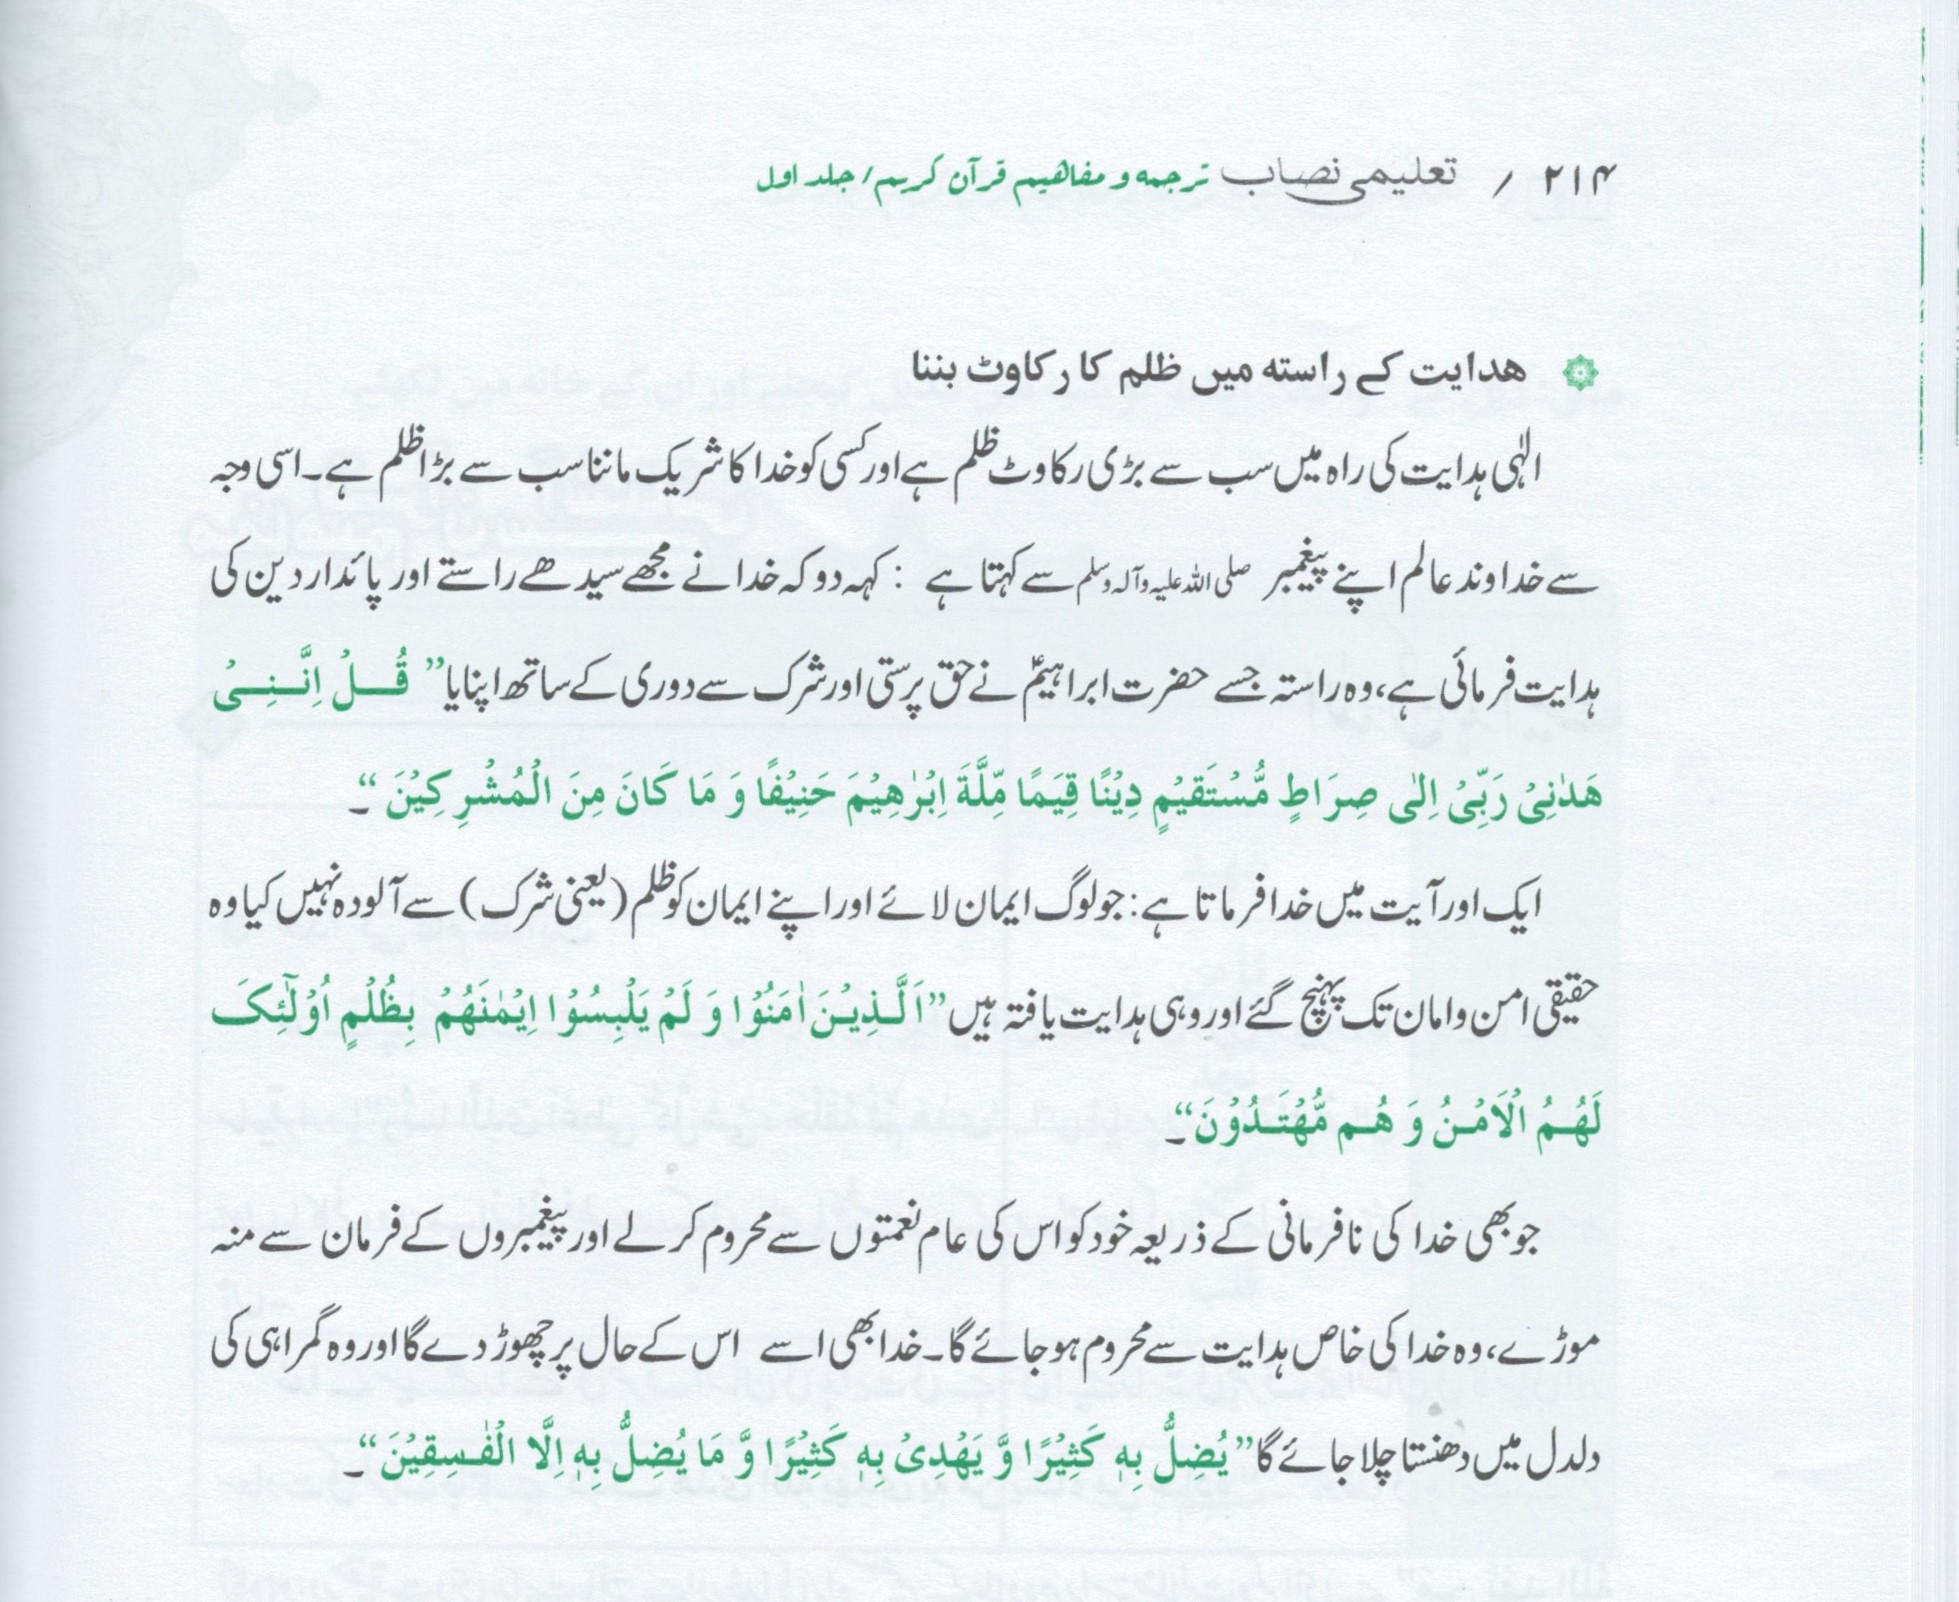 ۲۱۴ / تعلیمی نصاب ترجمه و مفاهیم قرآن کریم/ جلد اول
هدایت کے راستہ میں ظلم کا رکاوٹ بننا
الٰہی ہدایت کی راہ میں سب سے بڑی رکاوٹ ظلم ہے اور کسی کو خدا کا شریک ماننا سب سے بڑا ظلم ہے۔ اسی وجہ
سے خداوند عالم اپنے پیغمبر صلی اللہ علیہ وآلہ وسلم سے کہتا ہے : کہہ دو کہ خدا نے مجھے سیدھے راستے اور پائدار دین کی
ہدایت فرمائی ہے، وہ راستہ جسے حضرت ابراہیمؑ نے حق پرستی اور شرک سے دوری کے ساتھ اپنایا” قُلْ اِنَّنِیْ
هَدٰنِیْ رَبِّیْ اِلٰی صِرَاطٍ مُّسْتَقِیْمٍ دِیْنًا قِیَمًا مِّلَّةَ اِبْرٰهِیْمَ حَنِیْفًا وَ مَا کَانَ مِنَ الْمُشْرِکِیْنَ “۔
ایک اور آیت میں خدا فرماتا ہے: جو لوگ ایمان لائے اور اپنے ایمان کو ظلم (یعنی شرک) سے آلودہ نہیں کیا وہ
حقیقی امن و امان تک پہنچ گئے اور وہی ہدایت یافتہ ہیں” اَلَّذِیْنَ اٰمَنُوْا وَ لَمْ یَلْبِسُوْا اِیْمٰنَهُمْ بِظُلْمٍ اُوْلٰٓئِکَ
لَهُمُ الْاَمْنُ وَ هُم مُّهْتَدُوْنَ“۔
جو بھی خدا کی نافرمانی کے ذریعہ خود کو اس کی عام نعمتوں سے محروم کرلے اور پیغمبروں کے فرمان سے منہ
موڑے، وہ خدا کی خاص ہدایت سے محروم ہو جائے گا۔ خدا بھی اسے اس کے حال پر چھوڑ دے گا اور وہ گمراہی کی
دلدل میں دھنستا چلا جائے گا” یُضِلُّ بِهٖ کَثِیْرًا وَّ یَهْدِیْ بِهٖ کَثِیْرًا وَّ مَا یُضِلُّ بِهٖ اِلَّا الْفٰسِقِیْنَ “۔